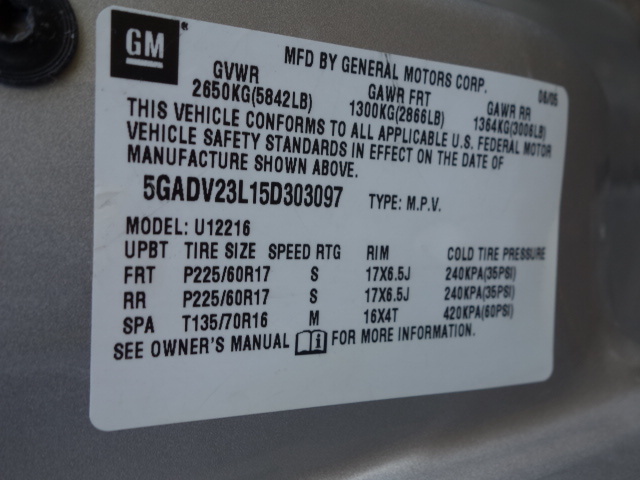 GM
MFD BY GENERAL MOTORS CORP.
06/05
GVWR GAWR FRT GAWR RR
2650KG(5842LB) 1300KG(2866LB) 1364KG(3006LB)
THIS VEHICLE CONFORMS TO ALL APPLICABLE U.S. FEDERAL MOTOR
VEHICLE SAFETY STANDARDS IN EFFECT ON THE DATE OF
MANUFACTURE SHOWN ABOVE.
5GADV23L15D303097 TYPE: M.P.V.
MODEL: U12216
UPBT TIRE SIZE SPEED RTG RIM COLD TIRE PRESSURE
FRT P225/60R17 S 17X6.5J 240KPA(35PSI)
RR P225/60R17 S 17X6.5J 240KPA(35PSI)
SPA T135/70R16 M 16X4T 420KPA(60PSI)
SEE OWNER'S MANUAL i FOR MORE INFORMATION.